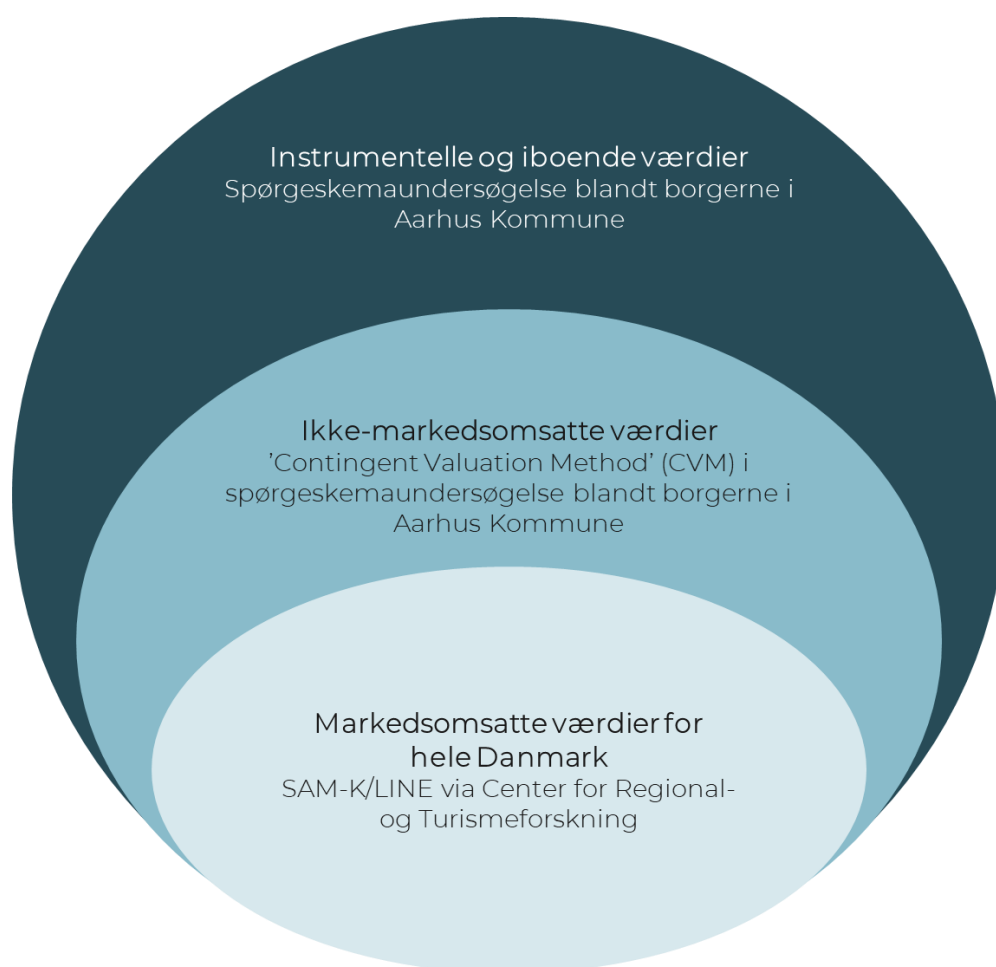 Instrumentelle og iboende værdier
Spørgeskemaundersøgelse blandt borgerne i
Aarhus Kommune
Ikke-markedsomsatte værdier
'Contingent Valuation Method' (CVM) i
spørgeskemaundersøgelse blandt borgerne i
Aarhus Kommune
Markedsomsatte værdier for
hele Danmark
SAM-K/LINE via Center for Regional-
og Turismeforskning